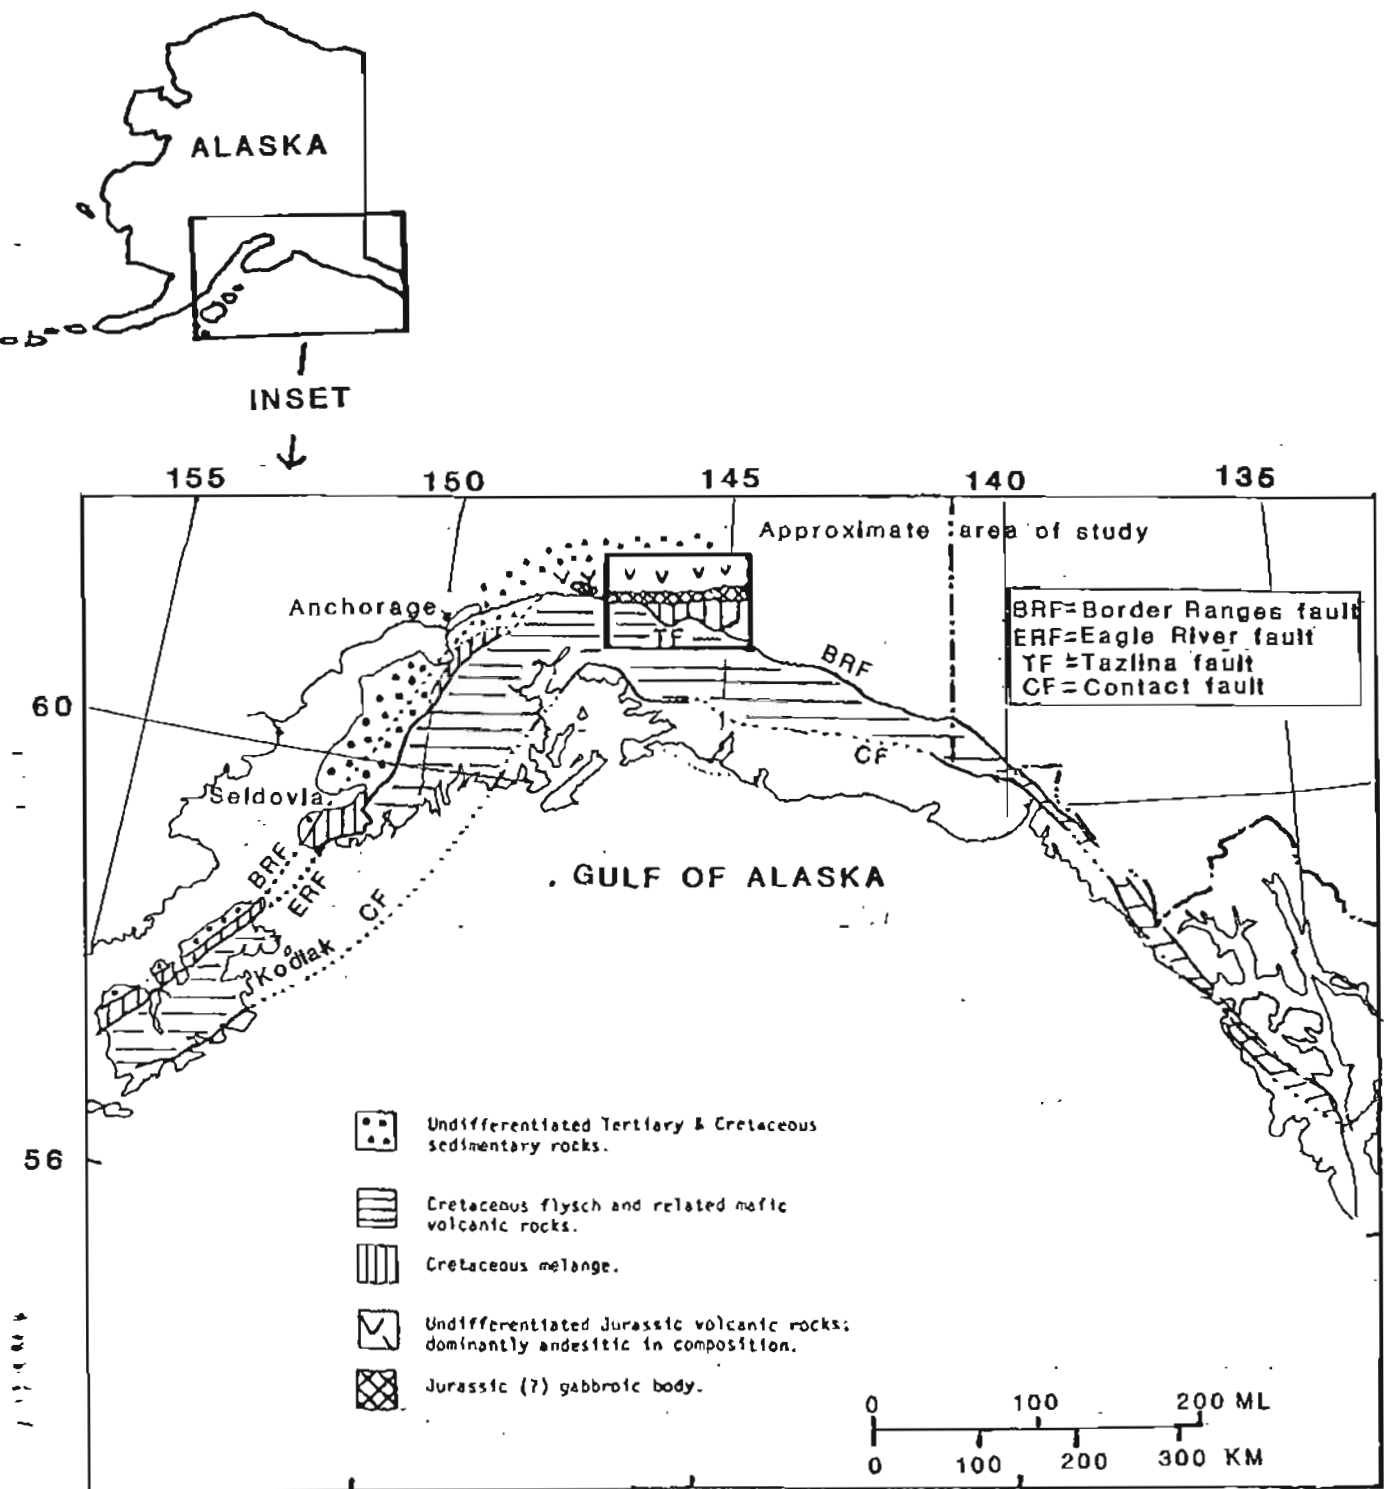 ALASKA
INSET
155 150 145 140 135
Approximate area of study
Anchorage
BRF=Border Ranges fault
ERF=Eagle River fault
TF=Tazlina fault
CF=Contact fault
TF
BRF
60
CF
Seldovia
BRF
ERF
CF
GULF OF ALASKA
Kodiak
56
Undifferentiated Tertiary & Cretaceous
sedimentary rocks.
Cretaceous flysch and related mafic
volcanic rocks.
Cretaceous melange.
Undifferentiated Jurassic volcanic rocks;
dominantly andesitic in composition.
Jurassic (?) gabbroic body.
0 100 200 ML
0 100 200 300 KM